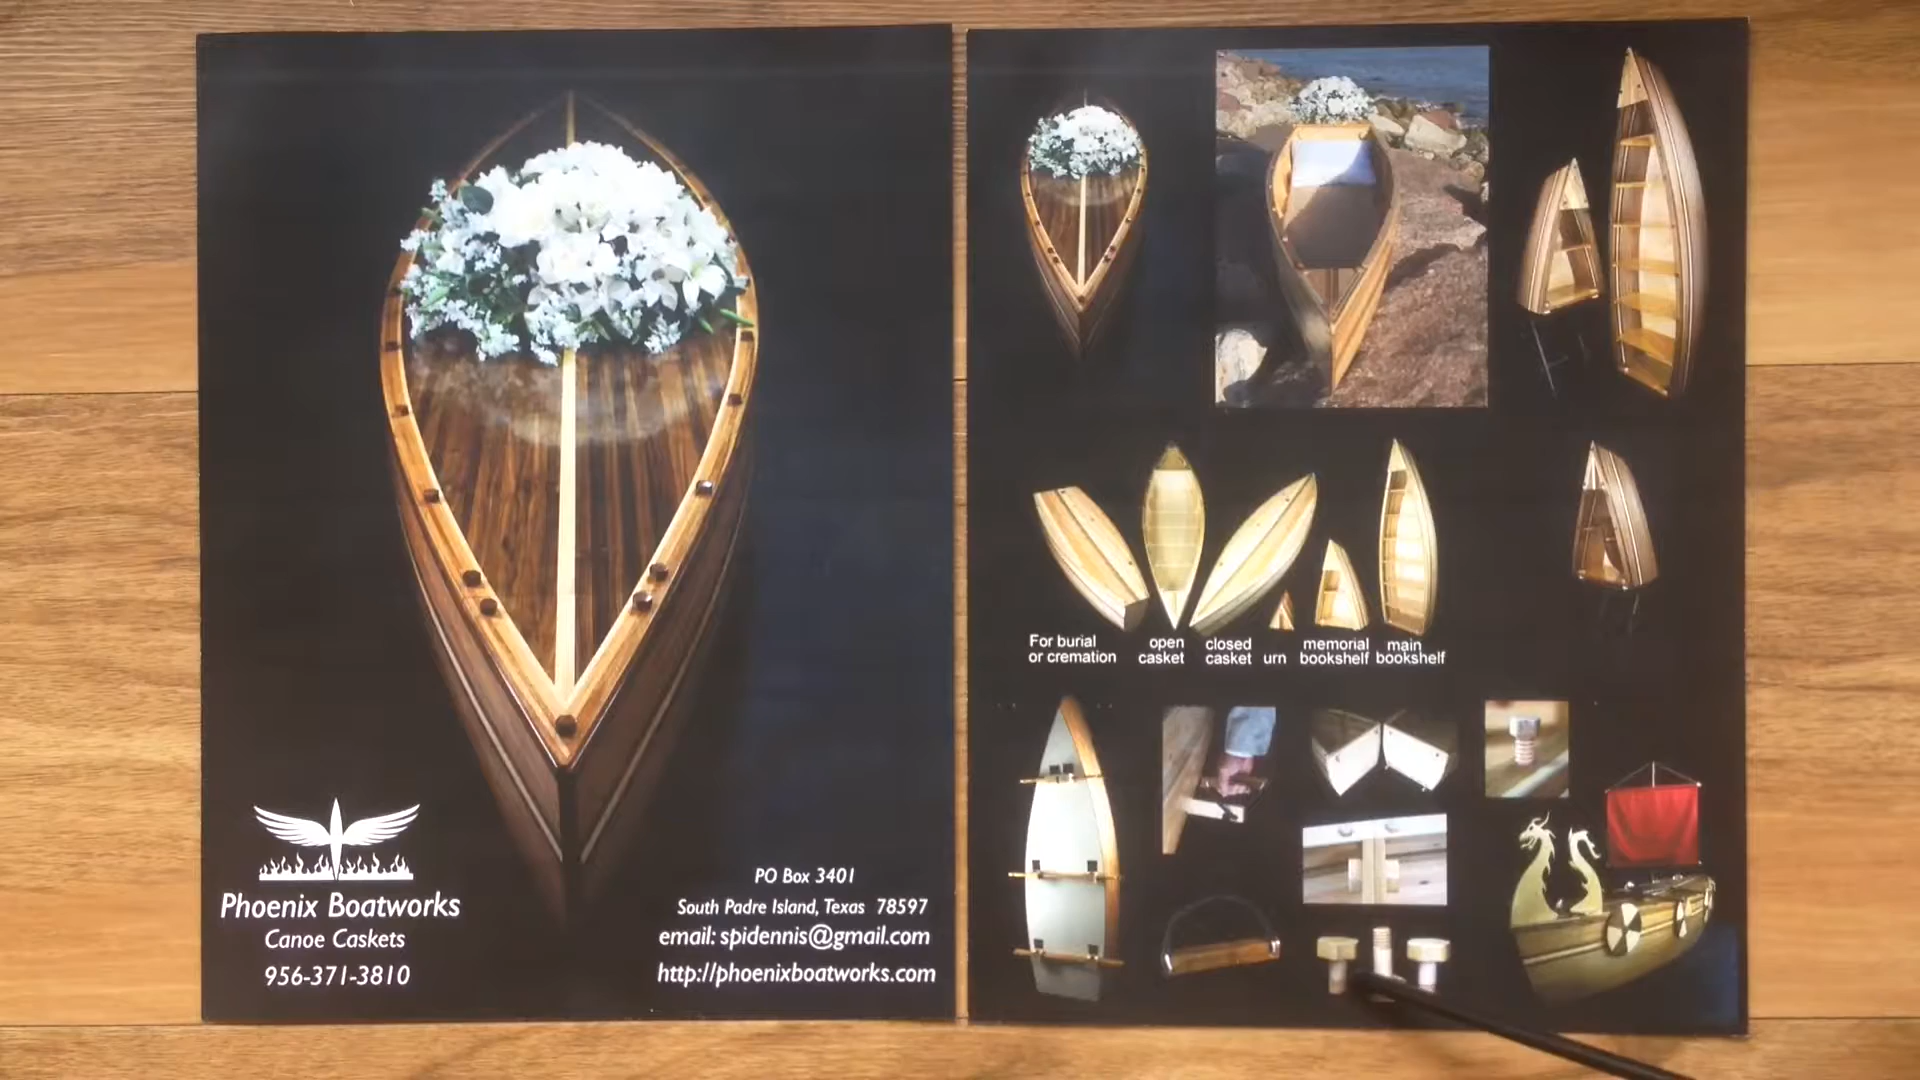 Phoenix Boatworks
Canoe Caskets
956-371-3810
PO Box 3401
South Padre Island, Texas 78597
email: spidennis@gmail.com
http://phoenixboatworks.com
For burial
or cremation
open
casket
closed
casket
urn
memorial
bookshelf
main
bookshelf